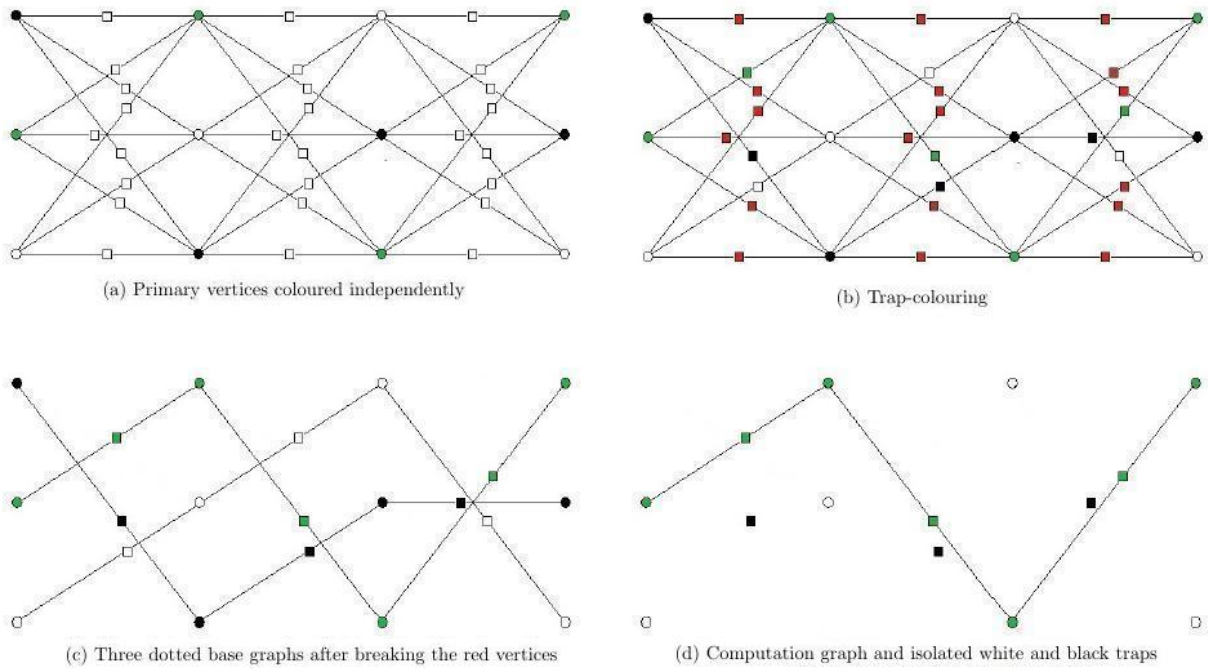 (a) Primary vertices coloured independently
(b) Trap-colouring
(c) Three dotted base graphs after breaking the red vertices
(d) Computation graph and isolated white and black traps